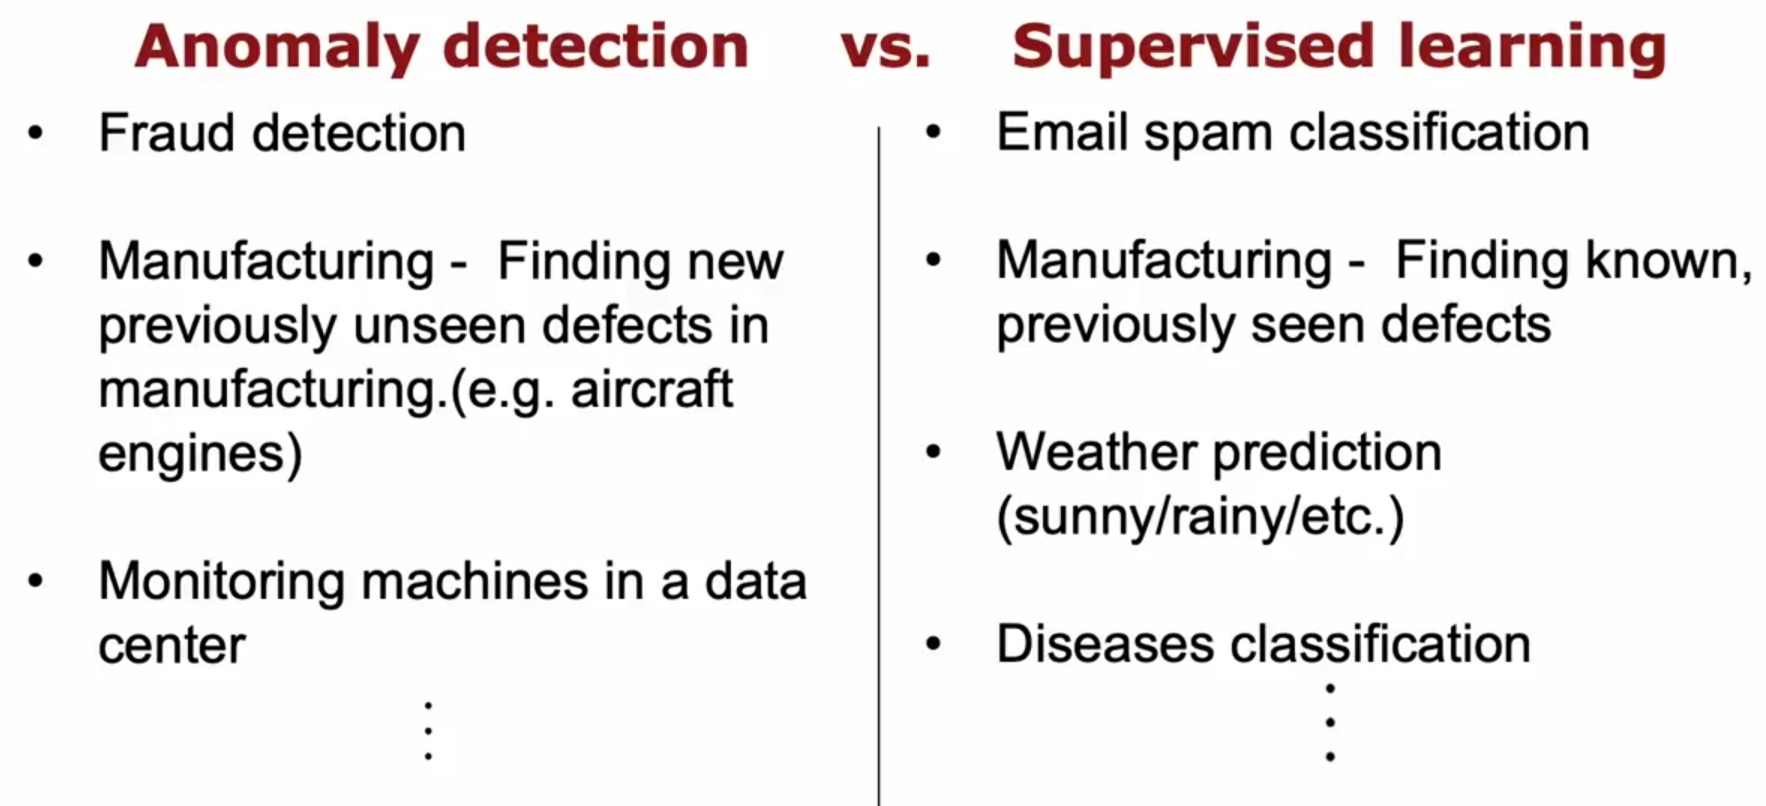 Anomaly detection vs. Supervised learning
• Fraud detection
• Manufacturing - Finding new
previously unseen defects in
manufacturing.(e.g. aircraft
engines)
• Monitoring machines in a data
center
• Email spam classification
• Manufacturing - Finding known,
previously seen defects
• Weather prediction
(sunny/rainy/etc.)
• Diseases classification